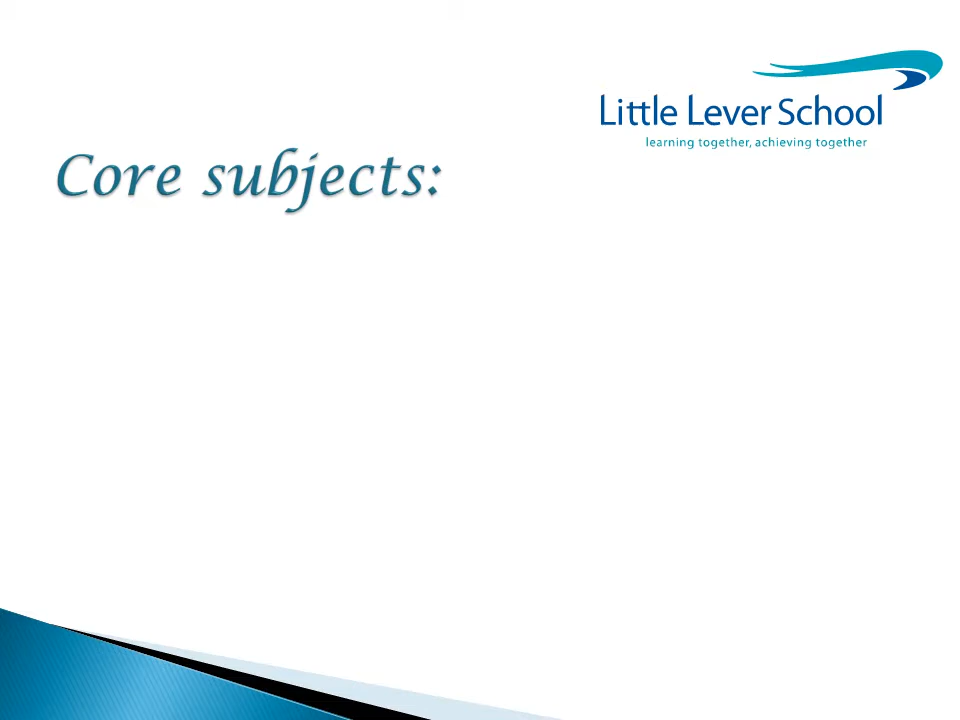 Little Lever School
learning together, achieving together
Core subjects: